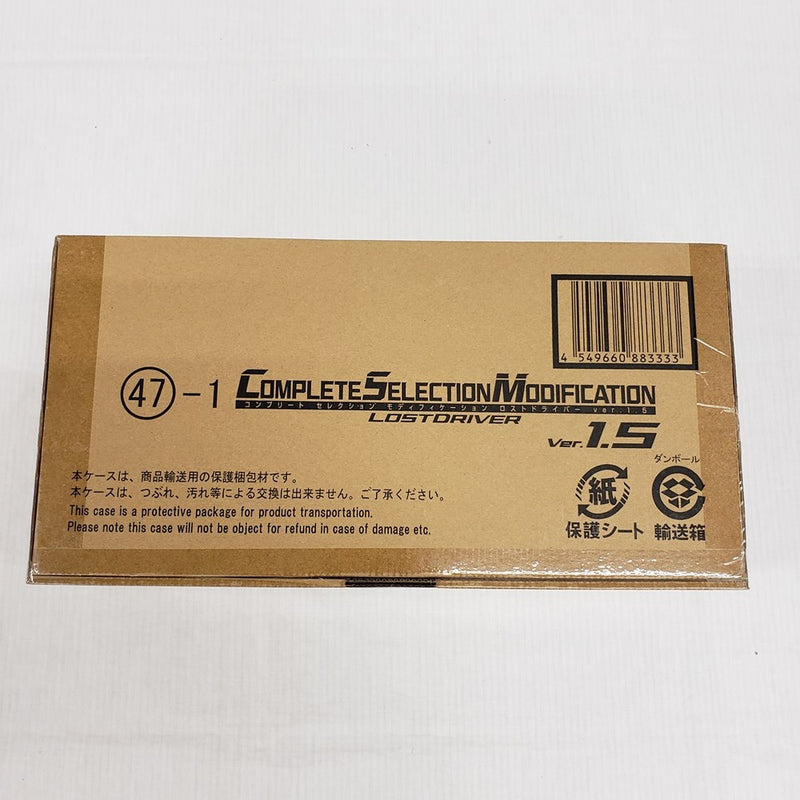 4 549660 883333
㊼-1 COMPLETE SELECTION MODIFICATION
コンプリート セレクション モディフィケーション ロストドライバー ver.1.5
LOSTDRIVER
Ver.1.5
本ケースは、商品輸送用の保護梱包材です。
本ケースは、つぶれ、汚れ等による交換は出来ません。ご了承ください。
This case is a protective package for product transportation.
Please note this case will not be object for refund in case of damage etc.
紙
保護シート
ダンボール
輸送箱